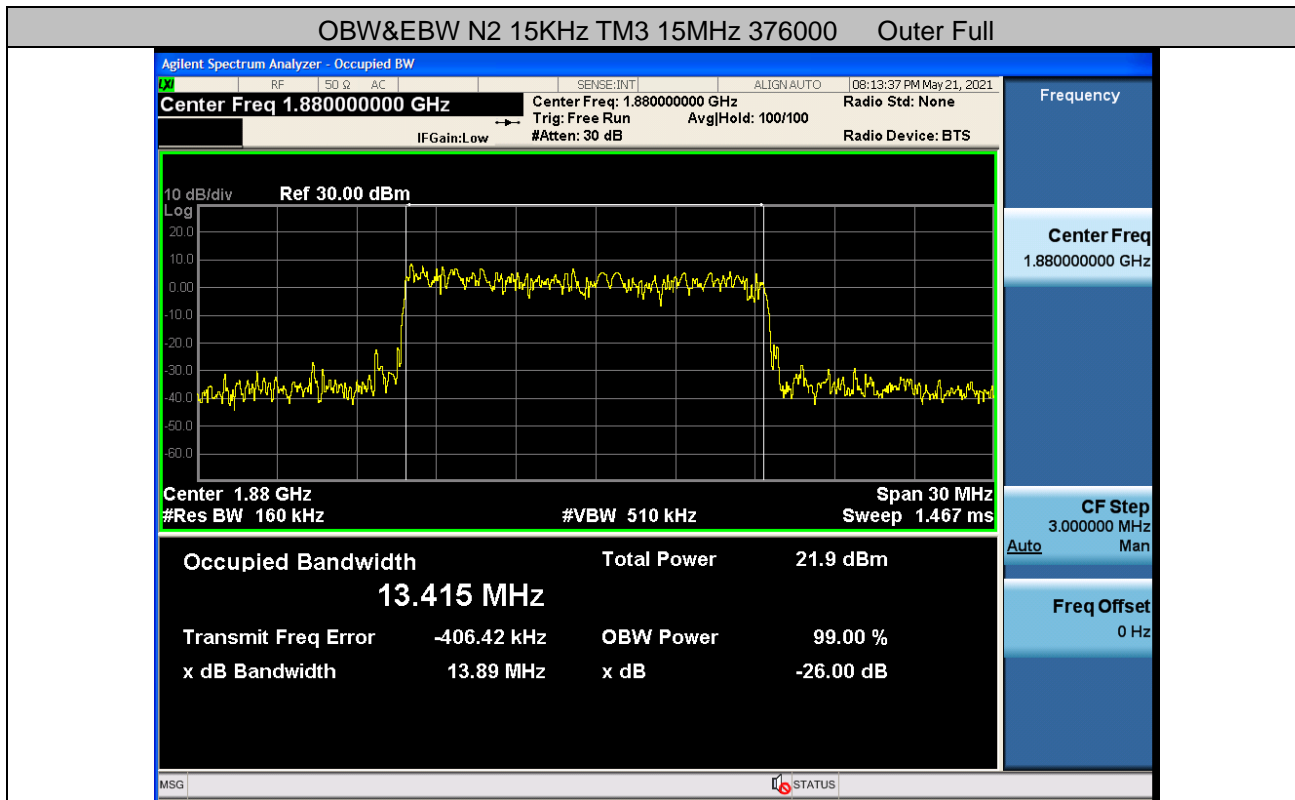 OBW&EBW N2 15KHz TM3 15MHz 376000 Outer Full
Agilent Spectrum Analyzer - Occupied BW
LXI RF 50 Ω AC SENSE:INT ALIGN AUTO 08:13:37 PM May 21, 2021
Center Freq 1.880000000 GHz
Center Freq: 1.880000000 GHz
Radio Std: None
Trig: Free Run Avg|Hold: 100/100
IFGain:Low #Atten: 30 dB Radio Device: BTS
10 dB/div Ref 30.00 dBm
Log
20.0
10.0
0.00
-10.0
-20.0
-30.0
-40.0
-50.0
-60.0
Center 1.88 GHz Span 30 MHz
#Res BW 160 kHz #VBW 510 kHz Sweep 1.467 ms
Occupied Bandwidth Total Power 21.9 dBm
13.415 MHz
Transmit Freq Error -406.42 kHz OBW Power 99.00 %
x dB Bandwidth 13.89 MHz x dB -26.00 dB
Frequency
Center Freq
1.880000000 GHz
CF Step
3.000000 MHz
Auto Man
Freq Offset
0 Hz
MSG STATUS